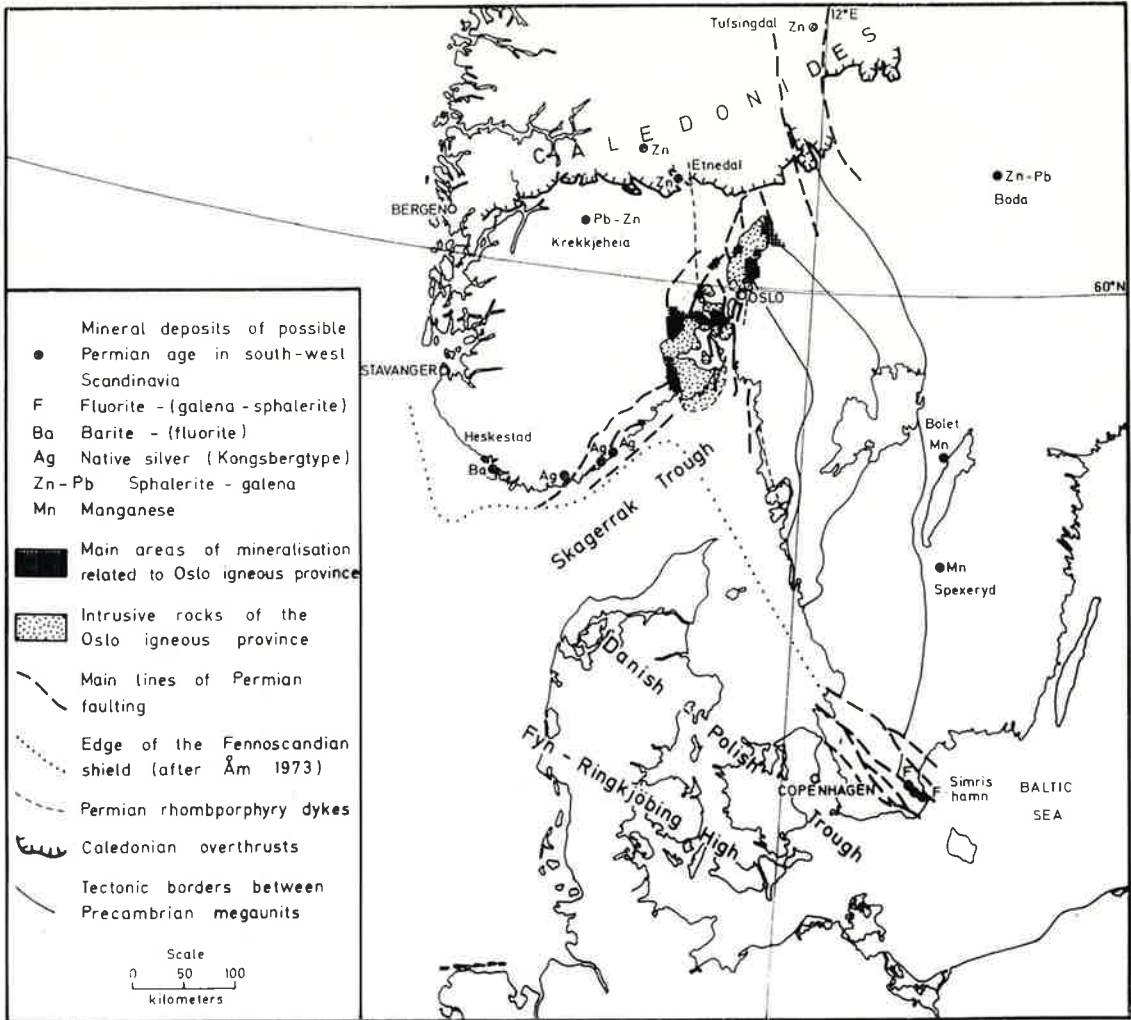 Tufsingdal Zn
12°E
CALEDONIDES
Zn
Etnedal
Zn
Zn-Pb
Boda
BERGEN
Pb-Zn
Krekkjeheia
60°N
OSLO
STAVANGER
Heskestad
Ba
Ag
Ag
Ag
Skagerrak Trough
Bolet
Mn
Mn
Spexeryd
Danish
Polish
Trough
Fyn-Ringkjöbing High
COPENHAGEN
F
F
Simris
hamn
BALTIC
SEA
Mineral deposits of possible
Permian age in south-west
Scandinavia
F Fluorite - (galena - sphalerite)
Ba Barite - (fluorite)
Ag Native silver (Kongsbergtype)
Zn-Pb Sphalerite - galena
Mn Manganese
Main areas of mineralisation
related to Oslo igneous province
Intrusive rocks of the
Oslo igneous province
Main lines of Permian
faulting
Edge of the Fennoscandian
shield (after Åm 1973)
Permian rhombporphyry dykes
Caledonian overthrusts
Tectonic borders between
Precambrian megaunits
Scale
0 50 100
kilometers